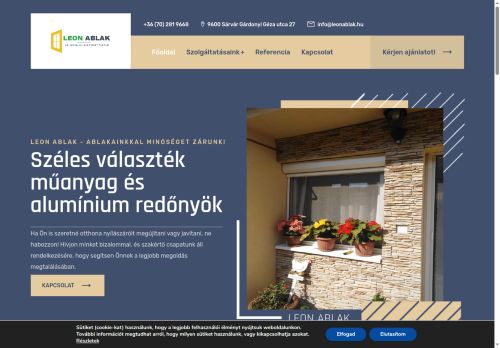 LEON ABLAK
+36 (70) 281 9668
9600 Sárvár Gárdonyi Géza utca 27
info@leonablak.hu
Főoldal
Szolgáltatásaink +
Referencia
Kapcsolat
Kérjen ajánlatot!
LEON ABLAK - ABLAKAINKKAL MINŐSÉGET ZÁRUNK!
Széles választék
műanyag és
alumínium redőnyök
Ha Ön is szeretné otthona nyílászáróit megújítani vagy javítani, ne
habozzon! Hívjon minket bizalommal, és szakértő csapatunk áll
rendelkezésére, hogy segítsen Önnek a legjobb megoldás
megtalálásában.
KAPCSOLAT
LEON ABLAK
Sütiket (cookie-kat) használunk, hogy a legjobb felhasználói élményt nyújtsuk weboldalunkon.
További információt megtudhat arról, hogy milyen sütiket használunk, vagy kikapcsolhatja azokat.
Részletek
Elfogad
Elutasítom